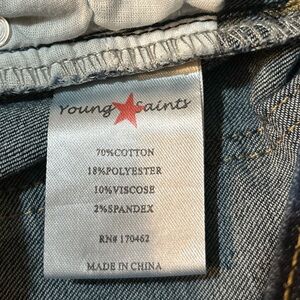 Young Saints
70%COTTON
18%POLYESTER
10%VISCOSE
2%SPANDEX
RN# 170462
MADE IN CHINA